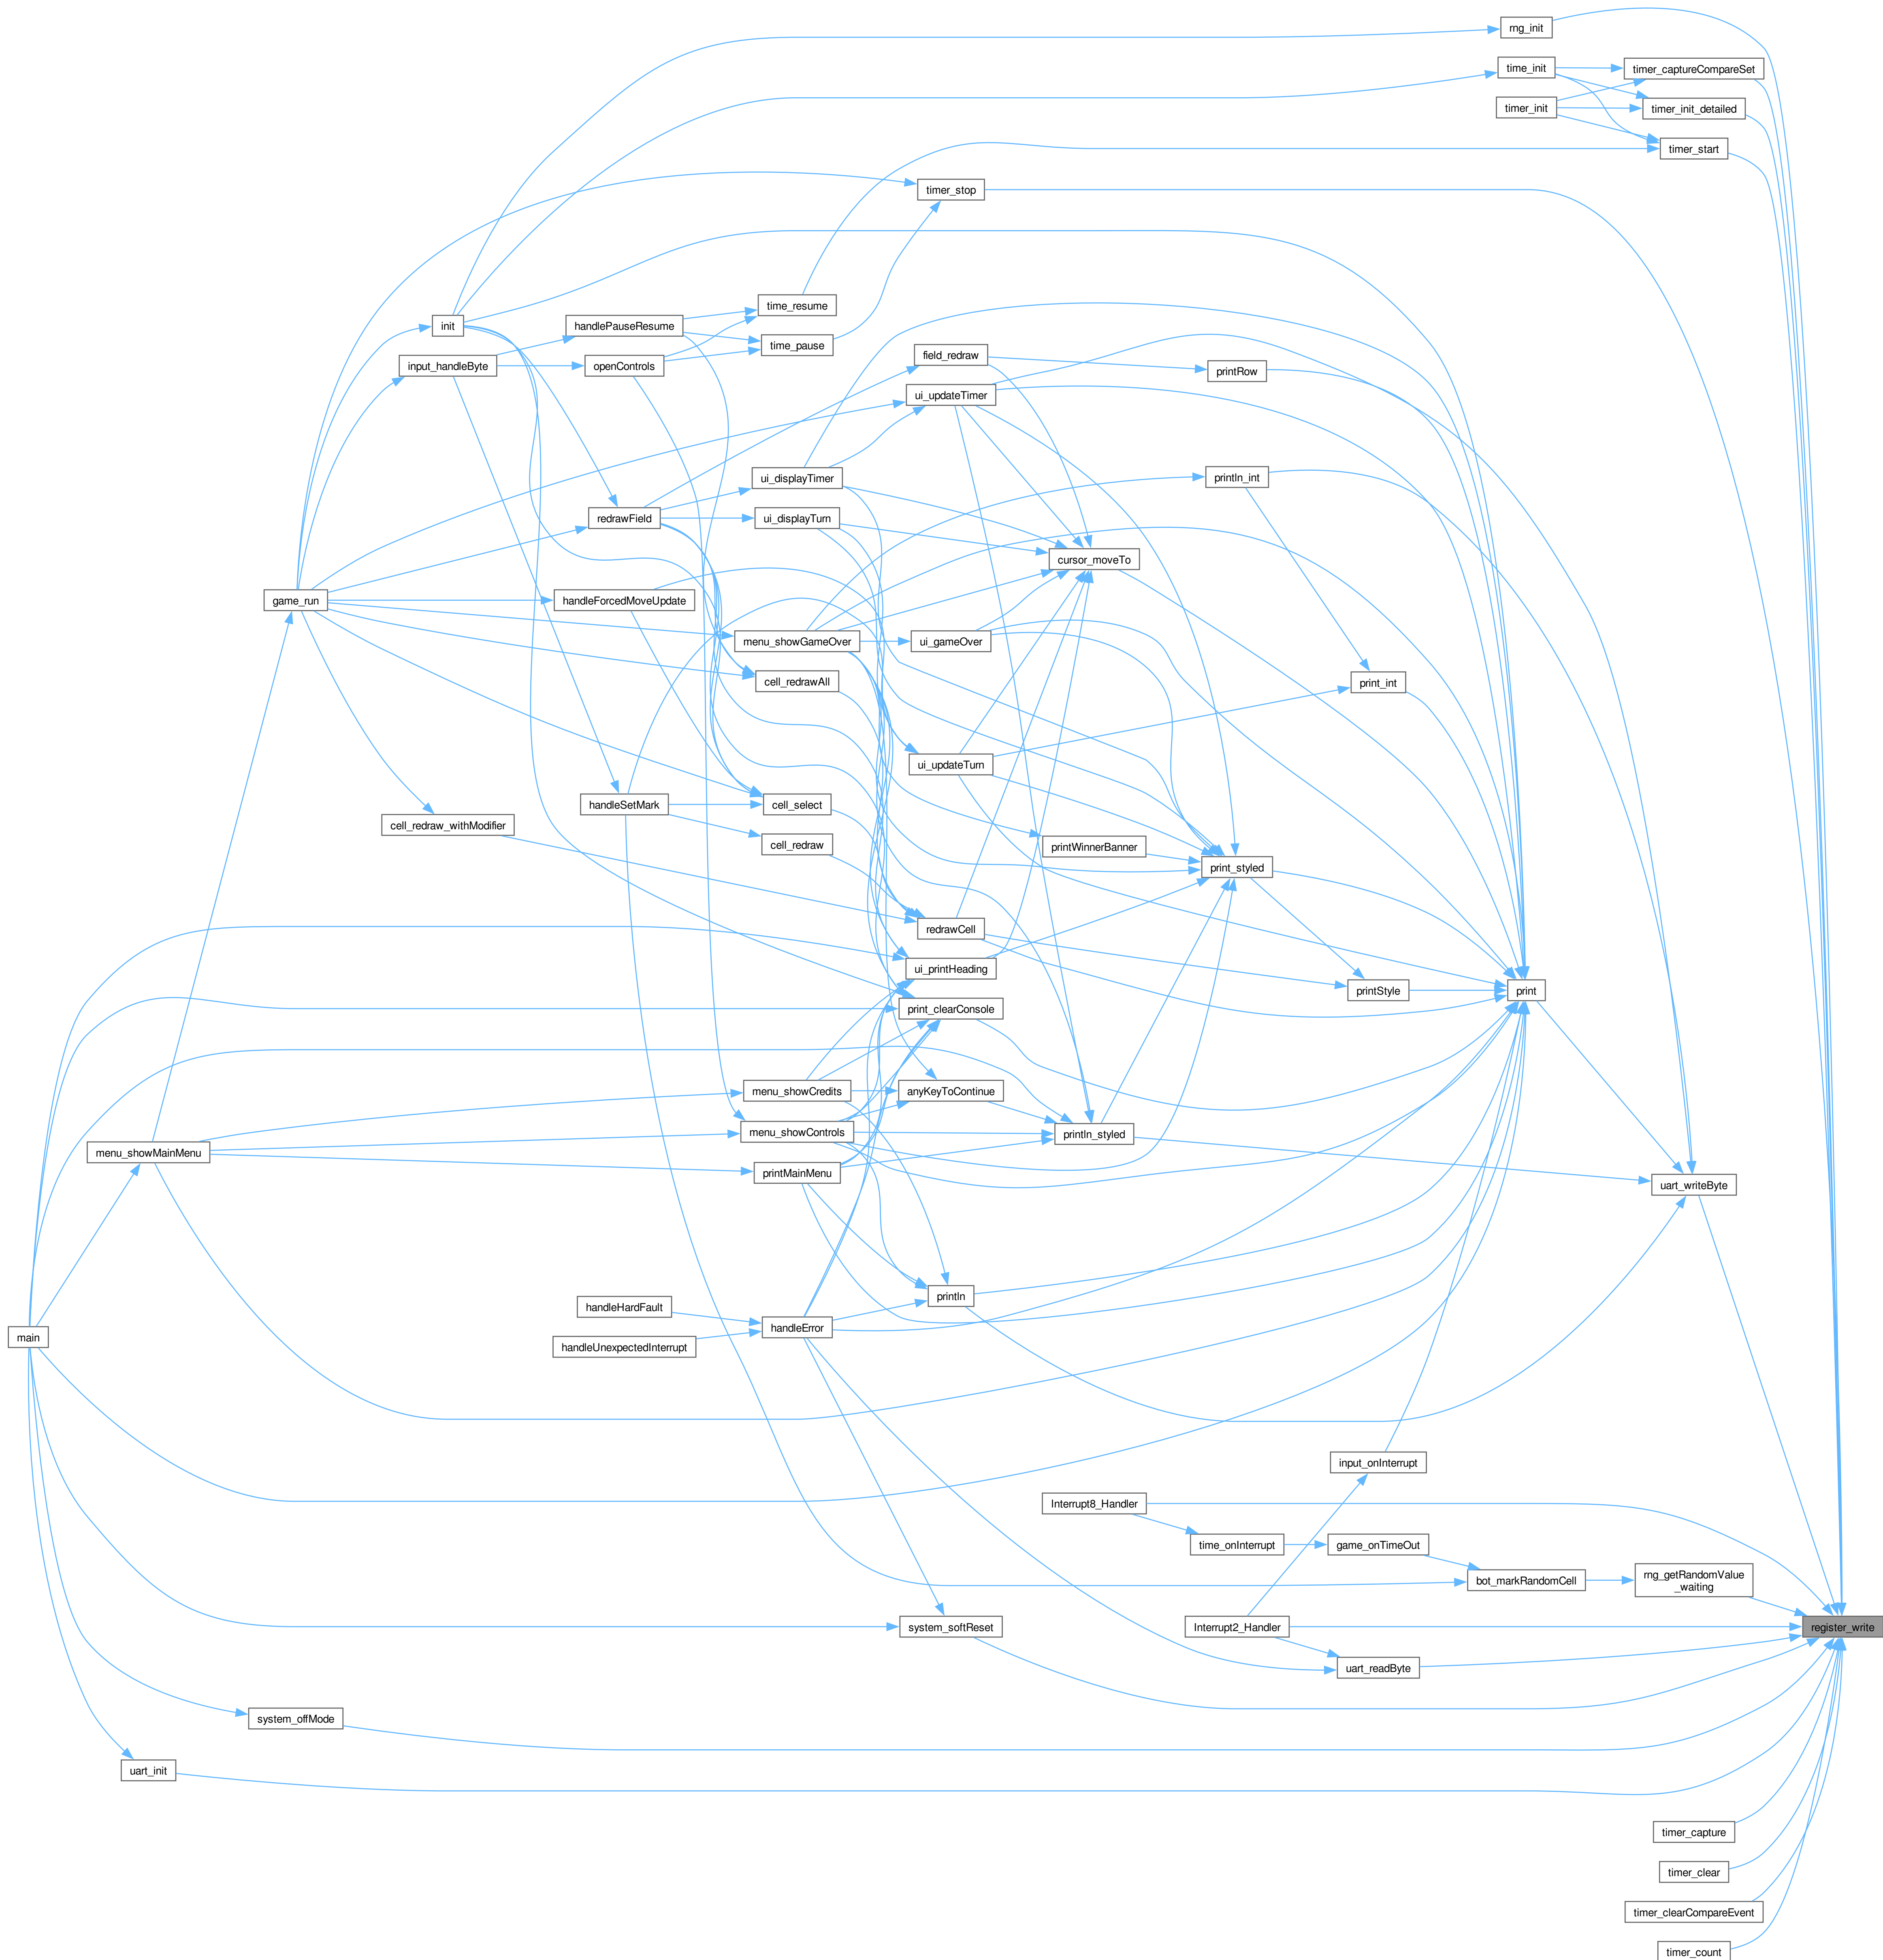 rng_init
time_init
timer_captureCompareSet
timer_init
timer_init_detailed
timer_start
timer_stop
time_resume
init
handlePauseResume
time_pause
input_handleByte
openControls
field_redraw
printRow
ui_updateTimer
ui_displayTimer
println_int
redrawField
ui_displayTurn
cursor_moveTo
game_run
handleForcedMoveUpdate
menu_showGameOver
ui_gameOver
cell_redrawAll
print_int
ui_updateTurn
handleSetMark
cell_select
cell_redraw_withModifier
cell_redraw
printWinnerBanner
print_styled
redrawCell
ui_printHeading
printStyle
print
print_clearConsole
menu_showCredits
anyKeyToContinue
menu_showControls
println_styled
menu_showMainMenu
printMainMenu
uart_writeByte
println
handleHardFault
main
handleError
handleUnexpectedInterrupt
input_onInterrupt
Interrupt8_Handler
time_onInterrupt
game_onTimeOut
bot_markRandomCell
rng_getRandomValue
_waiting
system_softReset
Interrupt2_Handler
register_write
uart_readByte
system_offMode
uart_init
timer_capture
timer_clear
timer_clearCompareEvent
timer_count